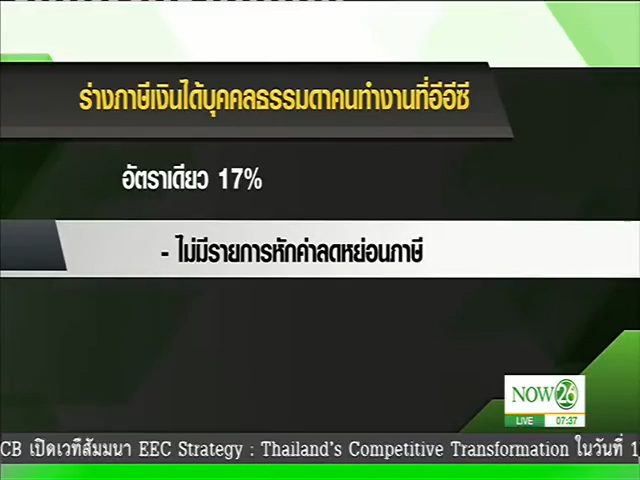 ร่างภาษีเงินได้บุคคลธรรมดาคนทำงานที่อีอีซี
อัตราเดียว 17%
- ไม่มีรายการหักค่าลดหย่อนภาษี
NOW26
LIVE 07:37
CB เปิดเวทีสัมมนา EEC Strategy : Thailand's Competitive Transformation ในวันที่ 1